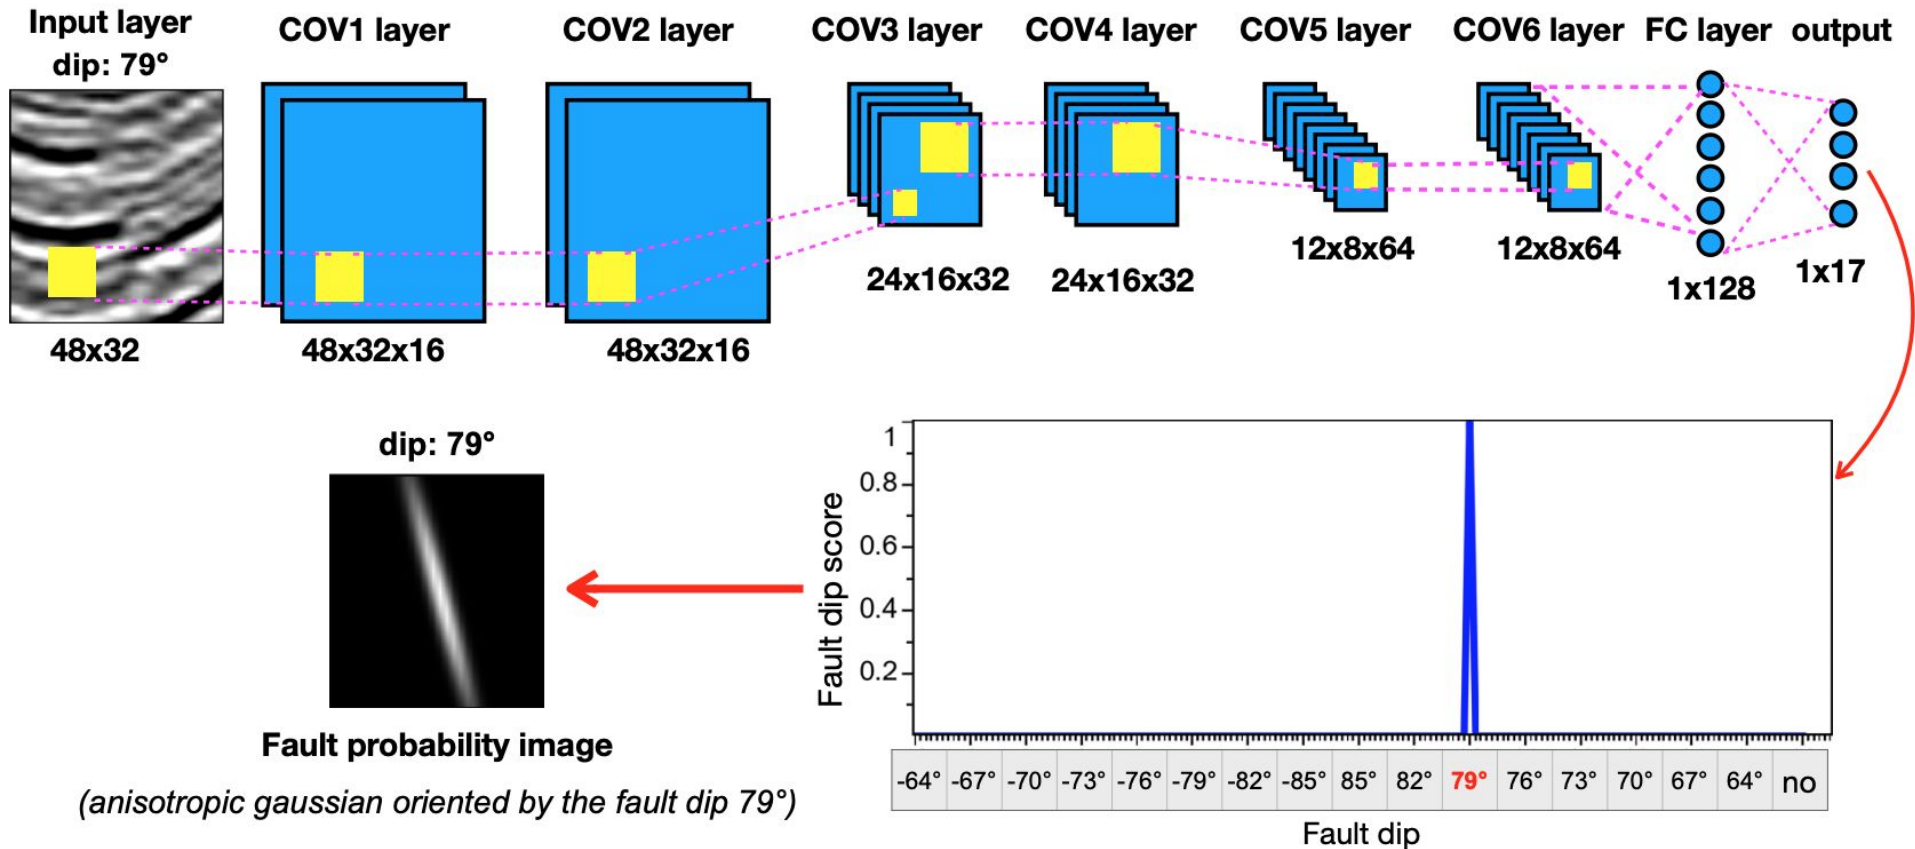 Input layer
dip: 79°
COV1 layer
COV2 layer
COV3 layer
COV4 layer
COV5 layer
COV6 layer
FC layer
output
48x32
48x32x16
48x32x16
24x16x32
24x16x32
12x8x64
12x8x64
1x128
1x17
dip: 79°
Fault probability image
(anisotropic gaussian oriented by the fault dip 79°)
Fault dip score
1
0.8
0.6
0.4
0.2
-64° -67° -70° -73° -76° -79° -82° -85° 85° 82° 79° 76° 73° 70° 67° 64° no
Fault dip